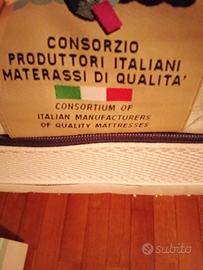 CONSORZIO
PRODUTTORI ITALIANI
MATERASSI DI QUALITA'
CONSORTIUM OF
ITALIAN MANUFACTURERS
OF QUALITY MATTRESSES
subito